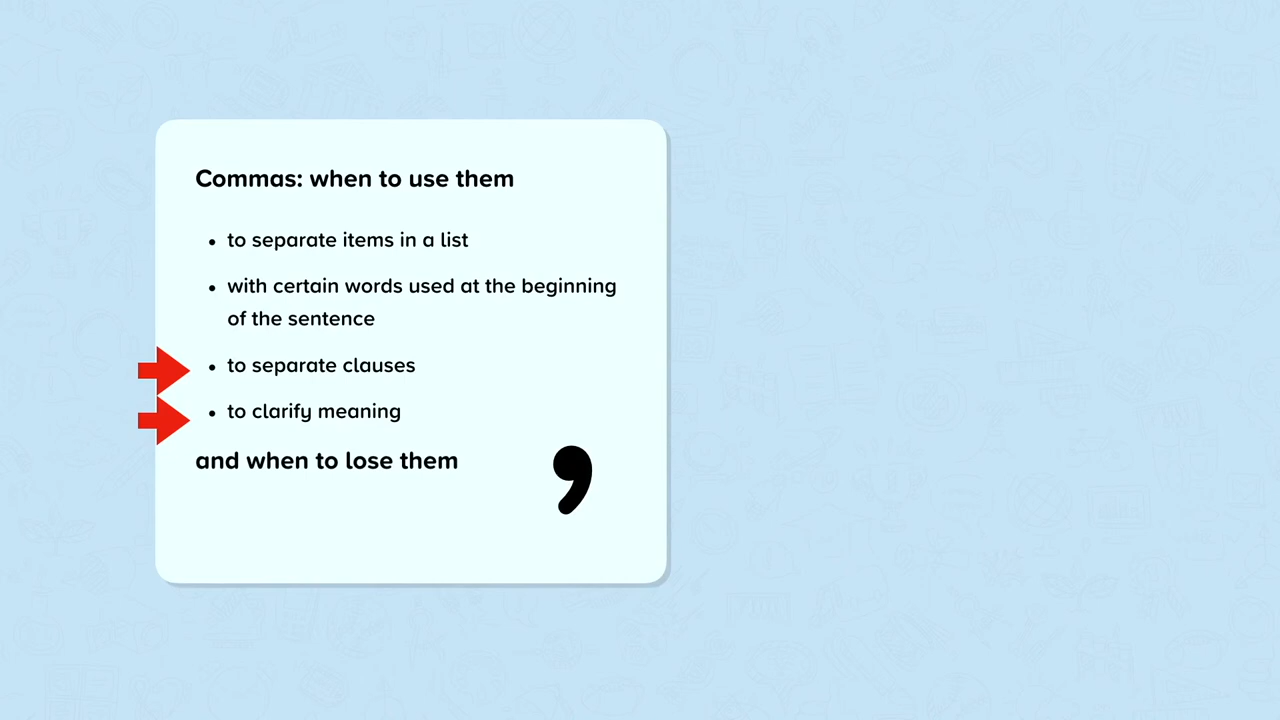 Commas: when to use them
• to separate items in a list
• with certain words used at the beginning
of the sentence
• to separate clauses
• to clarify meaning
and when to lose them
,